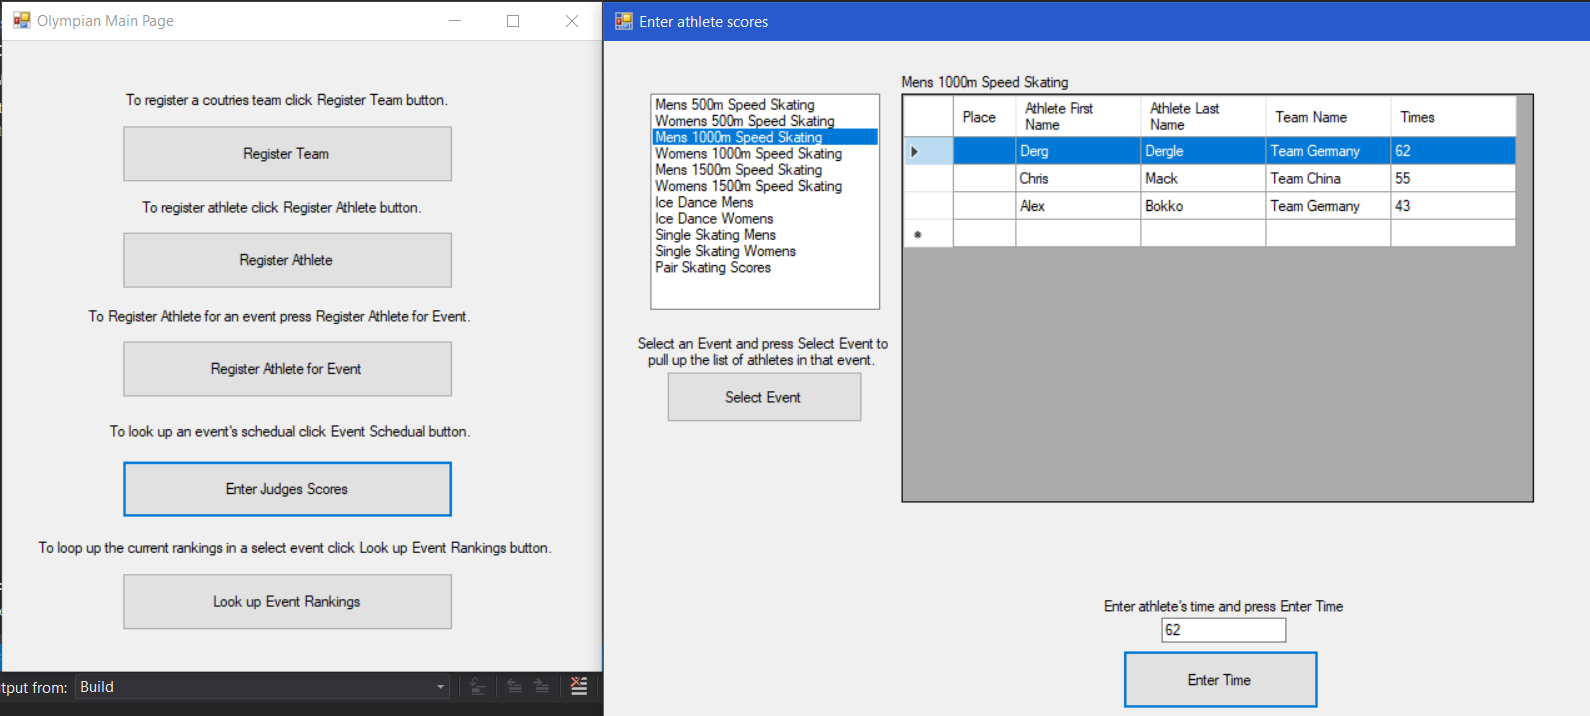 Olympian Main Page
To register a coutries team click Register Team button.
Register Team
To register athlete click Register Athlete button.
Register Athlete
To Register Athlete for an event press Register Athlete for Event.
Register Athlete for Event
To look up an event's schedual click Event Schedual button.
Enter Judges Scores
To loop up the current rankings in a select event click Look up Event Rankings button.
Look up Event Rankings
tput from: Build
Enter athlete scores
Mens 500m Speed Skating
Womens 500m Speed Skating
Mens 1000m Speed Skating
Womens 1000m Speed Skating
Mens 1500m Speed Skating
Womens 1500m Speed Skating
Ice Dance Mens
Ice Dance Womens
Single Skating Mens
Single Skating Womens
Pair Skating Scores
Select an Event and press Select Event to
pull up the list of athletes in that event.
Select Event
Mens 1000m Speed Skating
Place Athlete First Name Athlete Last Name Team Name Times
Derg Dergle Team Germany 62
Chris Mack Team China 55
Alex Bokko Team Germany 43
Enter athlete's time and press Enter Time
62
Enter Time